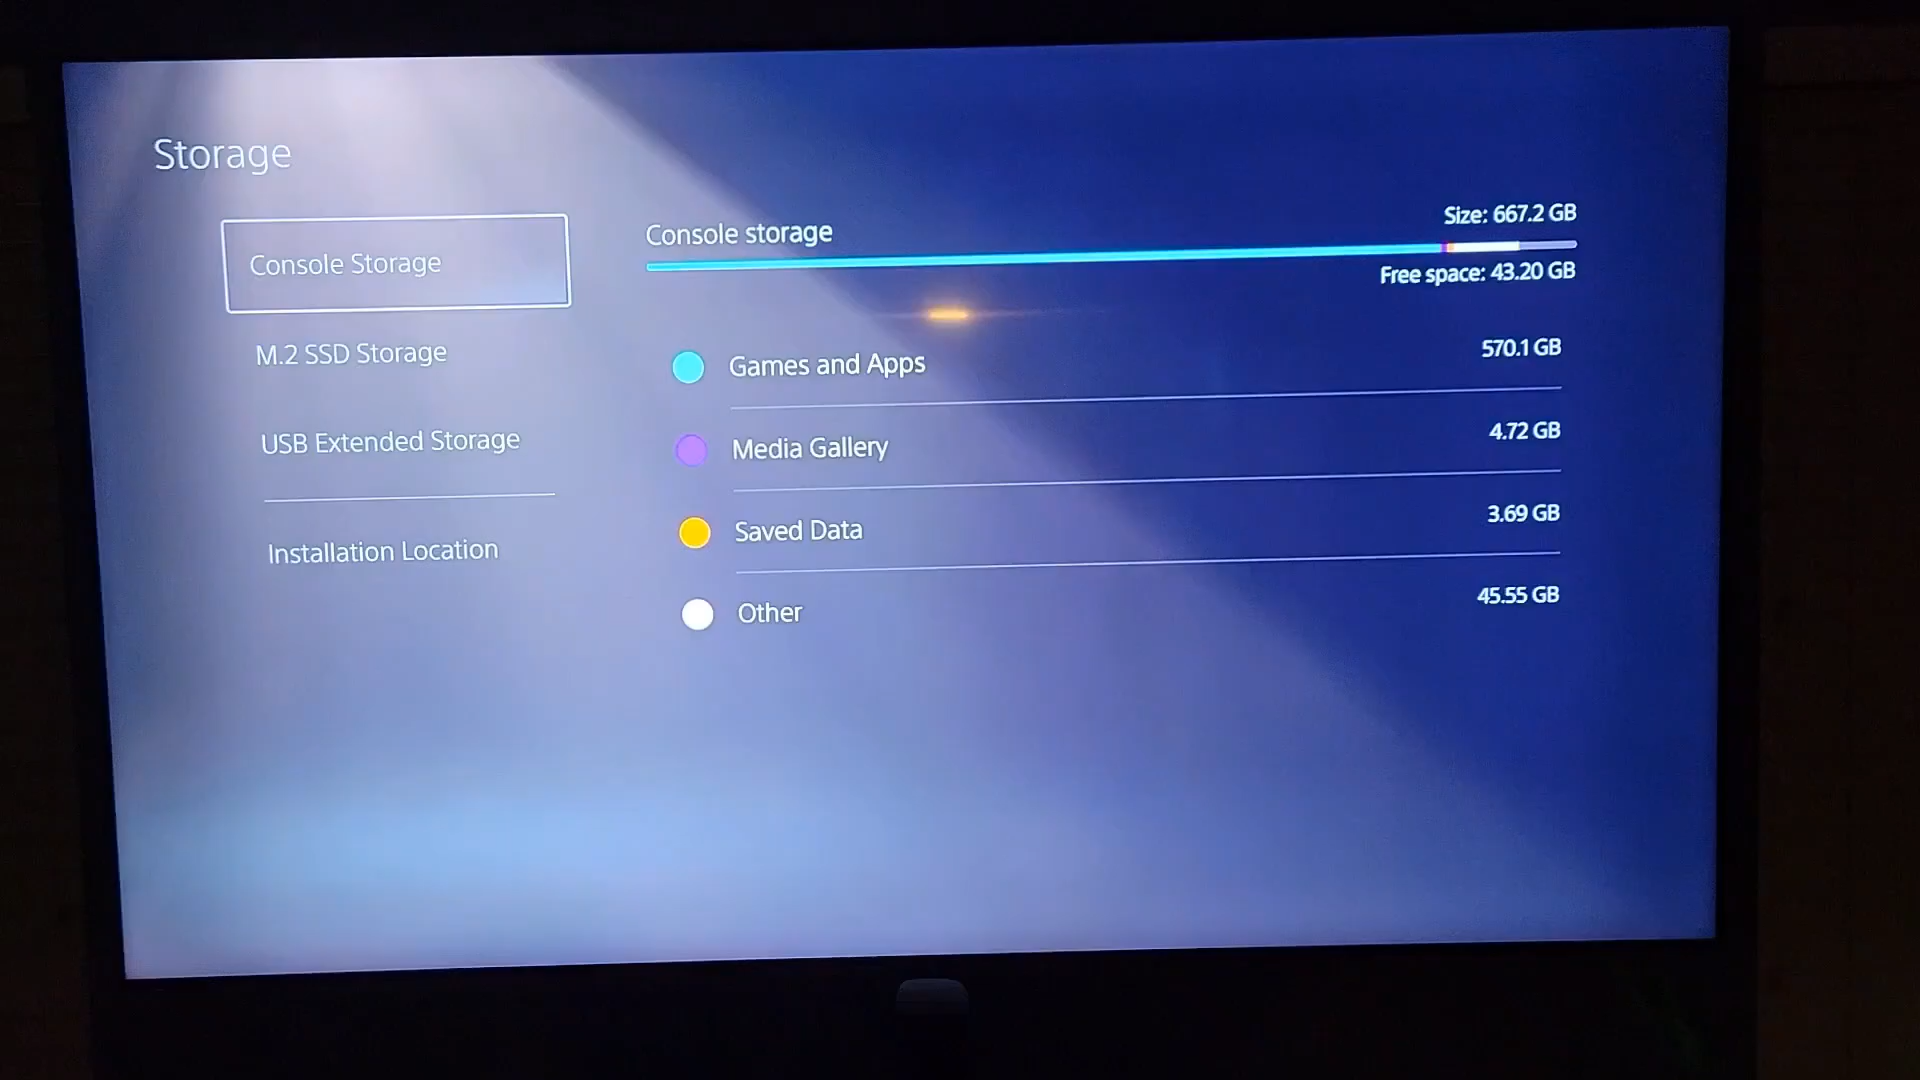 Storage
Console Storage
M.2 SSD Storage
USB Extended Storage
Installation Location
Console storage
Size: 667.2 GB
Free space: 43.20 GB
Games and Apps 570.1 GB
Media Gallery 4.72 GB
Saved Data 3.69 GB
Other 45.55 GB